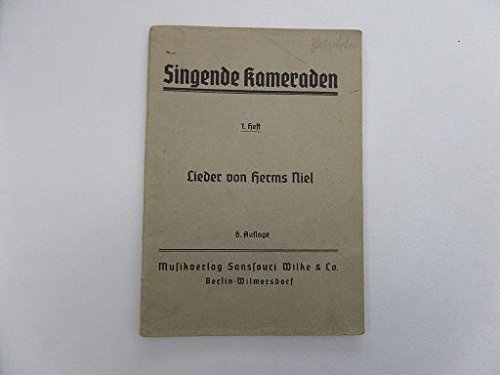 Singende Kameraden
1. Heft
Lieder von Herms Niel
6. Auflage
Musikverlag Sanssouci Wilke & Co.
Berlin-Wilmersdorf